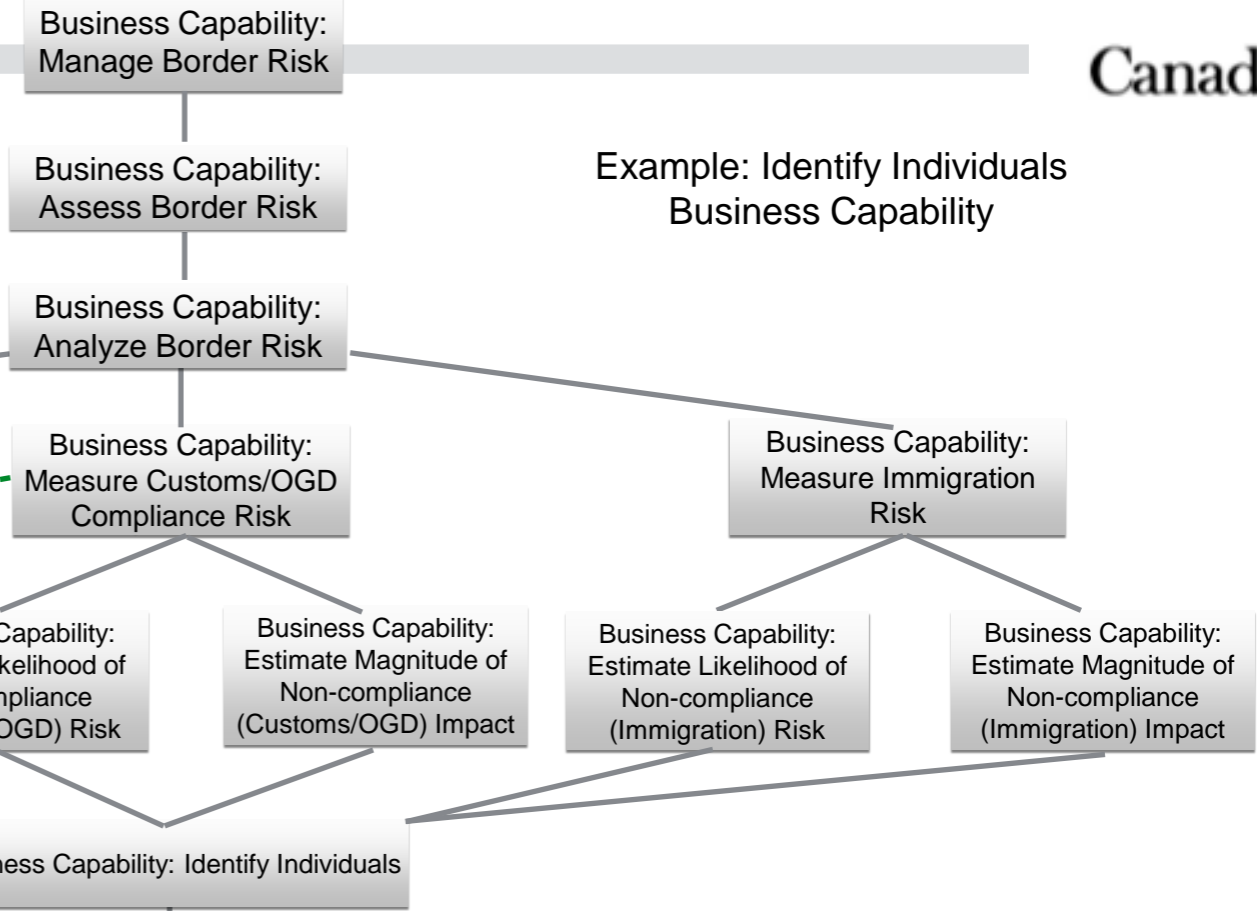 Business Capability:
Manage Border Risk
Canad
Business Capability:
Assess Border Risk
Example: Identify Individuals
Business Capability
Business Capability:
Analyze Border Risk
Business Capability:
Measure Customs/OGD
Compliance Risk
Business Capability:
Measure Immigration
Risk
Capability:
kelihood of
mpliance
OGD) Risk
Business Capability:
Estimate Magnitude of
Non-compliance
(Customs/OGD) Impact
Business Capability:
Estimate Likelihood of
Non-compliance
(Immigration) Risk
Business Capability:
Estimate Magnitude of
Non-compliance
(Immigration) Impact
ness Capability: Identify Individuals